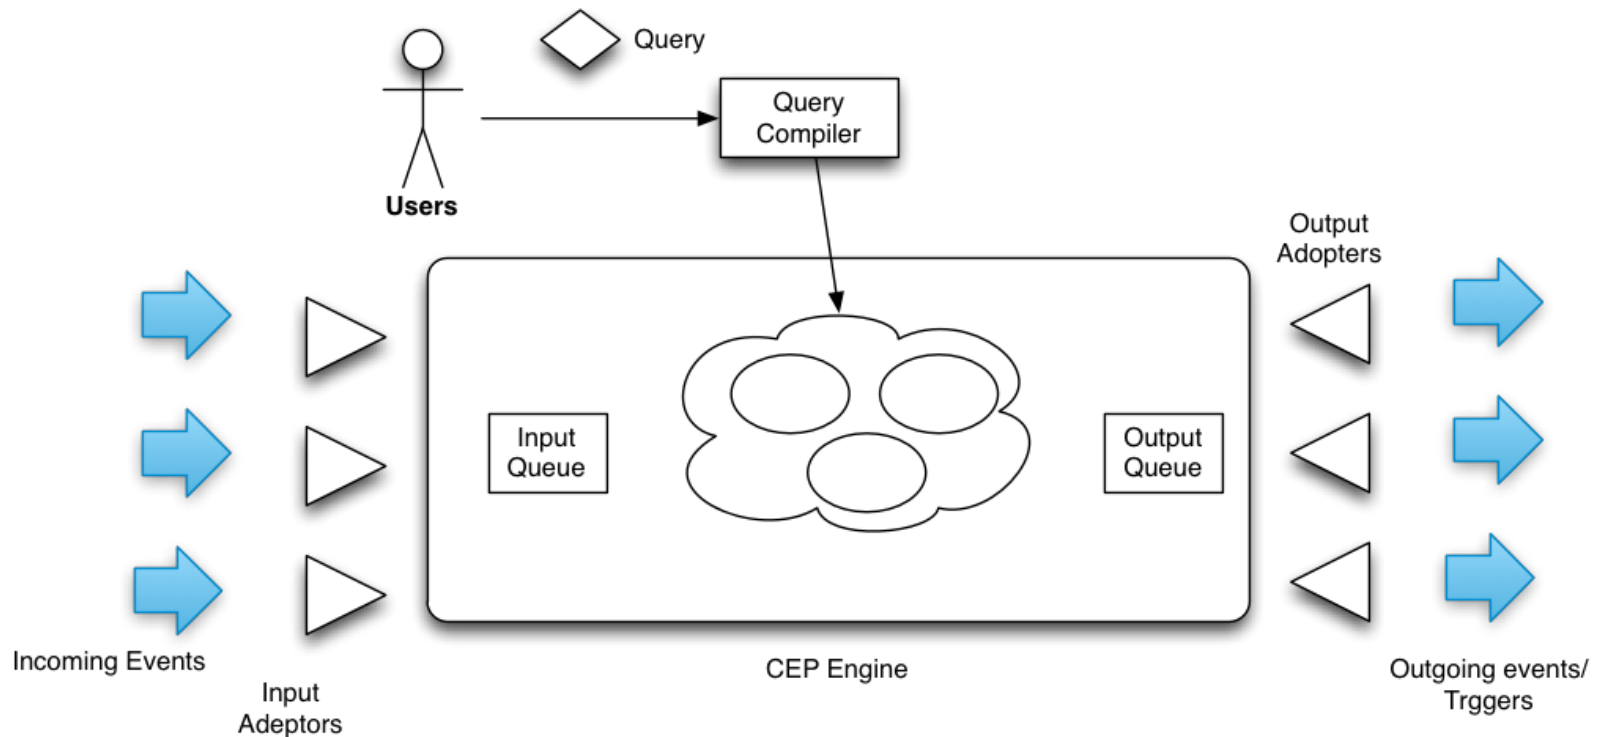 Query
Query
Compiler
Users
Output
Adopters
Input
Queue
Output
Queue
Incoming Events
CEP Engine
Outgoing events/
Trggers
Input
Adeptors